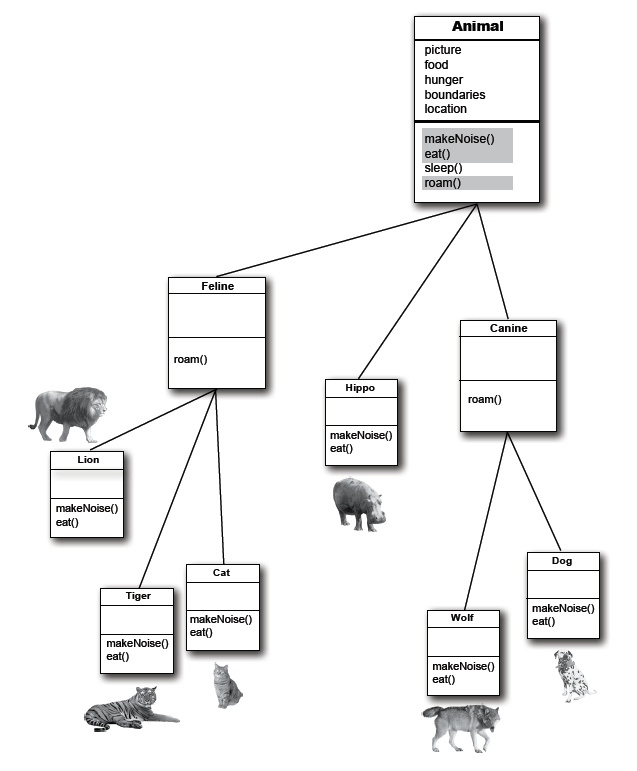 Animal
picture
food
hunger
boundaries
location
makeNoise()
eat()
sleep()
roam()
Feline
roam()
Hippo
makeNoise()
eat()
Canine
roam()
Lion
makeNoise()
eat()
Tiger
makeNoise()
eat()
Cat
makeNoise()
eat()
Wolf
makeNoise()
eat()
Dog
makeNoise()
eat()